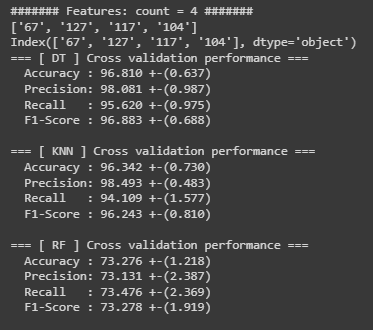 ####### Features: count = 4 #######
['67', '127', '117', '104']
Index(['67', '127', '117', '104'], dtype='object')
=== [ DT ] Cross validation performance ===
  Accuracy : 96.810 +-(0.637)
  Precision: 98.081 +-(0.987)
  Recall   : 95.620 +-(0.975)
  F1-Score : 96.883 +-(0.688)

=== [ KNN ] Cross validation performance ===
  Accuracy : 96.342 +-(0.730)
  Precision: 98.493 +-(0.483)
  Recall   : 94.109 +-(1.577)
  F1-Score : 96.243 +-(0.810)

=== [ RF ] Cross validation performance ===
  Accuracy : 73.276 +-(1.218)
  Precision: 73.131 +-(2.387)
  Recall   : 73.476 +-(2.369)
  F1-Score : 73.278 +-(1.919)